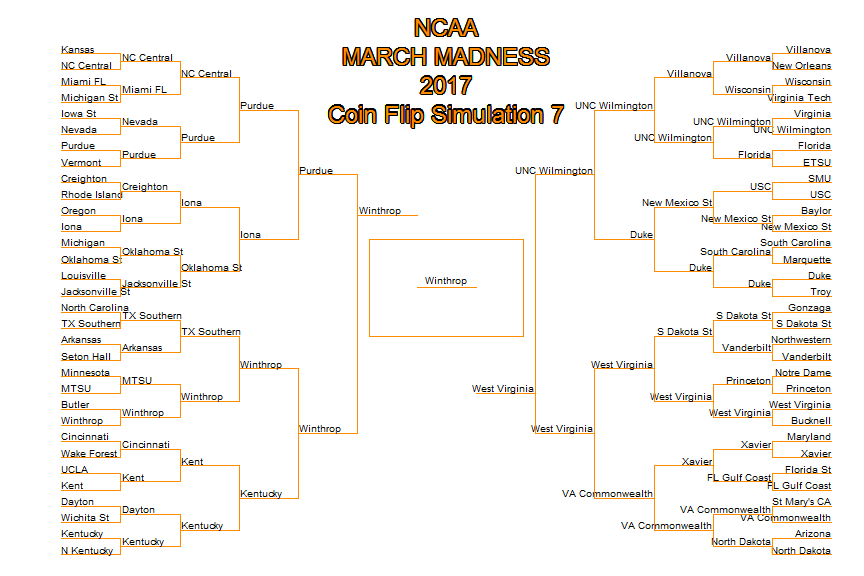 NCAA
MARCH MADNESS
2017
Coin Flip Simulation 7
Kansas
NC Central
NC Central
Miami FL
Miami FL
Michigan St
NC Central
Iowa St
Nevada
Nevada
Purdue
Purdue
Vermont
Purdue
Purdue
Creighton
Creighton
Rhode Island
Iona
Oregon
Iona
Iona
Michigan
Oklahoma St
Oklahoma St
Louisville
Jacksonville St
Jacksonville St
Oklahoma St
Iona
Purdue
North Carolina
TX Southern
TX Southern
Arkansas
Arkansas
Seton Hall
TX Southern
Minnesota
MTSU
MTSU
Butler
Winthrop
Winthrop
Winthrop
Winthrop
Cincinnati
Cincinnati
Wake Forest
Kent
UCLA
Kent
Kent
Dayton
Dayton
Wichita St
Kentucky
Kentucky
Kentucky
N Kentucky
Kentucky
Winthrop
Winthrop
Winthrop
West Virginia
Villanova
Villanova
New Orleans
Villanova
Wisconsin
Wisconsin
Virginia Tech
UNC Wilmington
Virginia
UNC Wilmington
UNC Wilmington
UNC Wilmington
Florida
Florida
ETSU
UNC Wilmington
SMU
USC
USC
New Mexico St
Baylor
New Mexico St
New Mexico St
Duke
South Carolina
South Carolina
Marquette
Duke
Duke
Duke
Troy
Gonzaga
S Dakota St
S Dakota St
S Dakota St
Northwestern
Vanderbilt
Vanderbilt
West Virginia
Notre Dame
Princeton
Princeton
West Virginia
West Virginia
West Virginia
Bucknell
West Virginia
Maryland
Xavier
Xavier
Xavier
Florida St
FL Gulf Coast
FL Gulf Coast
VA Commonwealth
St Mary's CA
VA Commonwealth
VA Commonwealth
VA Commonwealth
Arizona
North Dakota
North Dakota